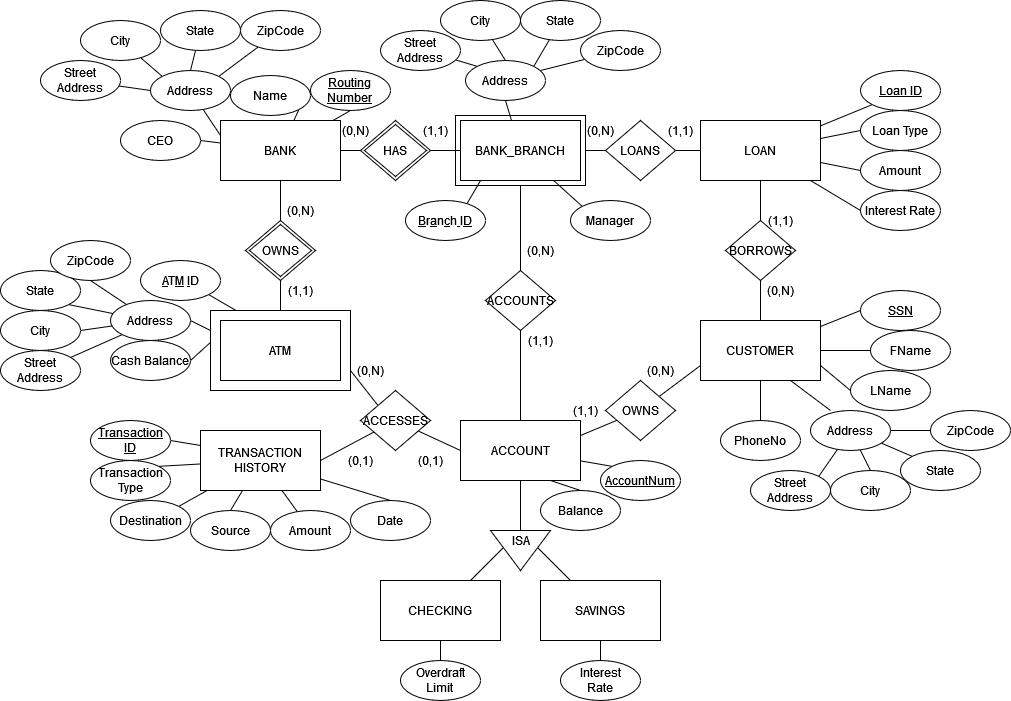 City
State
State
City
ZipCode
Street
Address
ZipCode
Street
Address
Address
Address
Name
Routing
Number
Loan ID
CEO
(0,N)
(1,1)
(0,N)
(1,1)
Loan Type
BANK
HAS
BANK_BRANCH
LOANS
LOAN
Amount
(0,N)
Branch ID
Manager
(1,1)
Interest Rate
OWNS
(0,N)
BORROWS
ZipCode
ATM ID
(1,1)
(0,N)
State
ACCOUNTS
SSN
Address
City
(1,1)
ATM
CUSTOMER
FName
Cash Balance
Street
Address
(0,N)
(0,N)
LName
(1,1)
OWNS
ACCESSES
Transaction
ID
PhoneNo
Address
ZipCode
TRANSACTION
HISTORY
(0,1)
(0,1)
ACCOUNT
Transaction
Type
AccountNum
Street
Address
City
State
Destination
Source
Amount
Date
Balance
ISA
CHECKING
SAVINGS
Overdraft
Limit
Interest
Rate